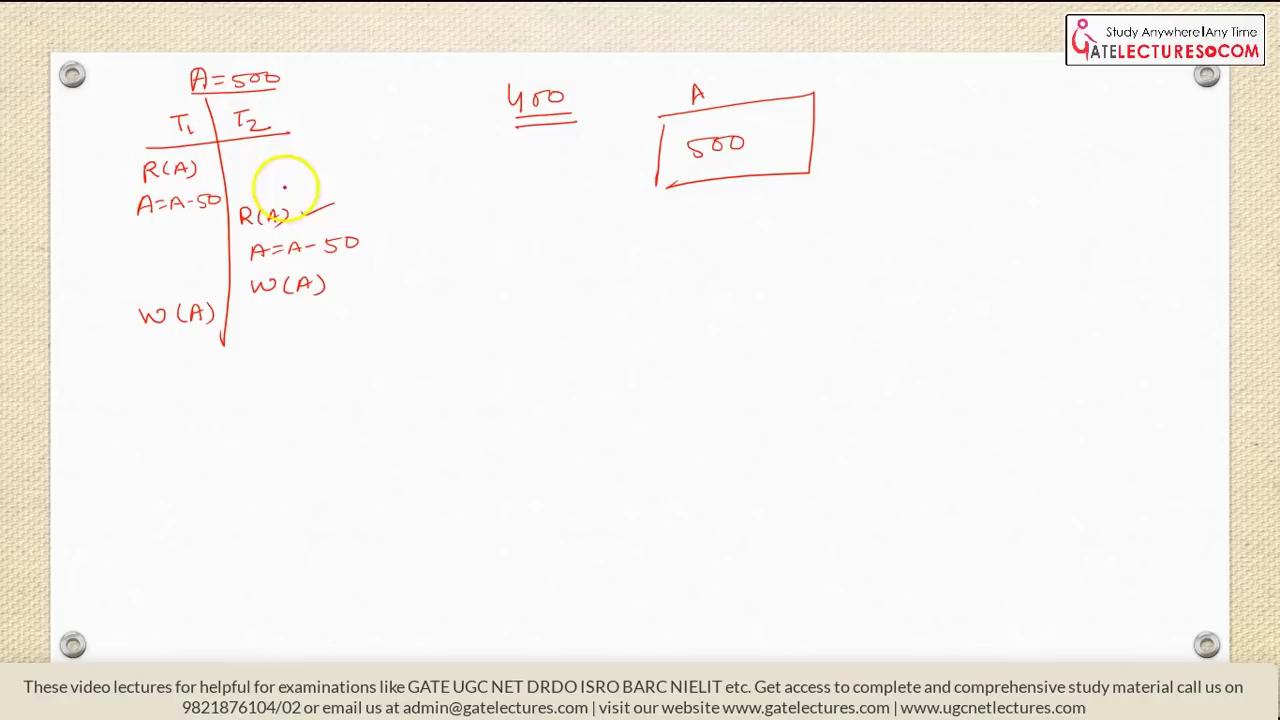 Study Anywhere Any Time
GATELECTURES.COM
A = 500
T1 T2
R(A)
A=A-50
R(A)
A=A-50
W(A)
W(A)
400
A
500
These video lectures for helpful for examinations like GATE UGC NET DRDO ISRO BARC NIELIT etc. Get access to complete and comprehensive study material call us on
9821876104/02 or email us at admin@gatelectures.com | visit our website www.gatelectures.com | www.ugcnetlectures.com